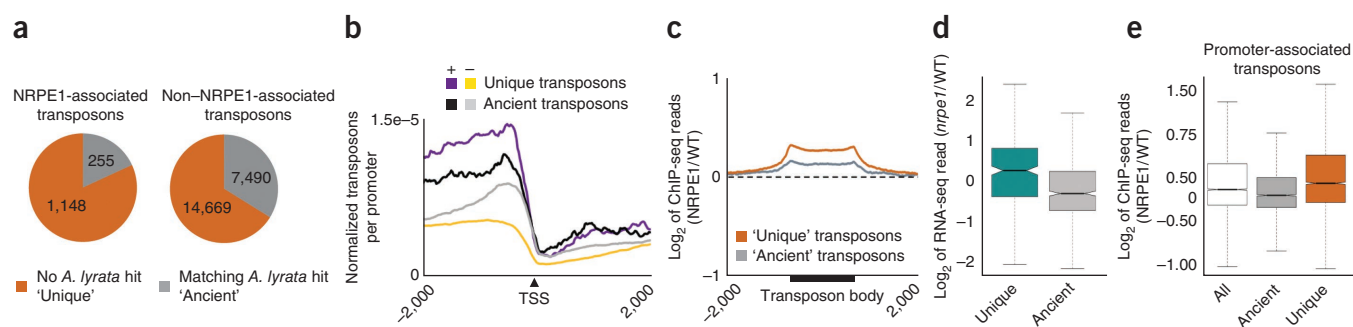 a
NRPE1-associated
transposons
Non–NRPE1-associated
transposons
255
1,148
7,490
14,669
No A. lyrata hit
'Unique'
Matching A. lyrata hit
'Ancient'
b
+ –
Unique transposons
Ancient transposons
Normalized transposons
per promoter
1.5e–5
0
–2,000
TSS
2,000
c
Log2 of ChIP-seq reads
(NRPE1/WT)
1
0
–1
'Unique' transposons
'Ancient' transposons
–2,000
Transposon body
2,000
d
Log2 of RNA-seq read (nrpe1/WT)
2
1
0
–1
–2
Unique
Ancient
e
Promoter-associated
transposons
Log2 of ChIP-seq reads
(NRPE1/WT)
1.50
0.75
0.50
0
–0.50
–1.00
All
Ancient
Unique